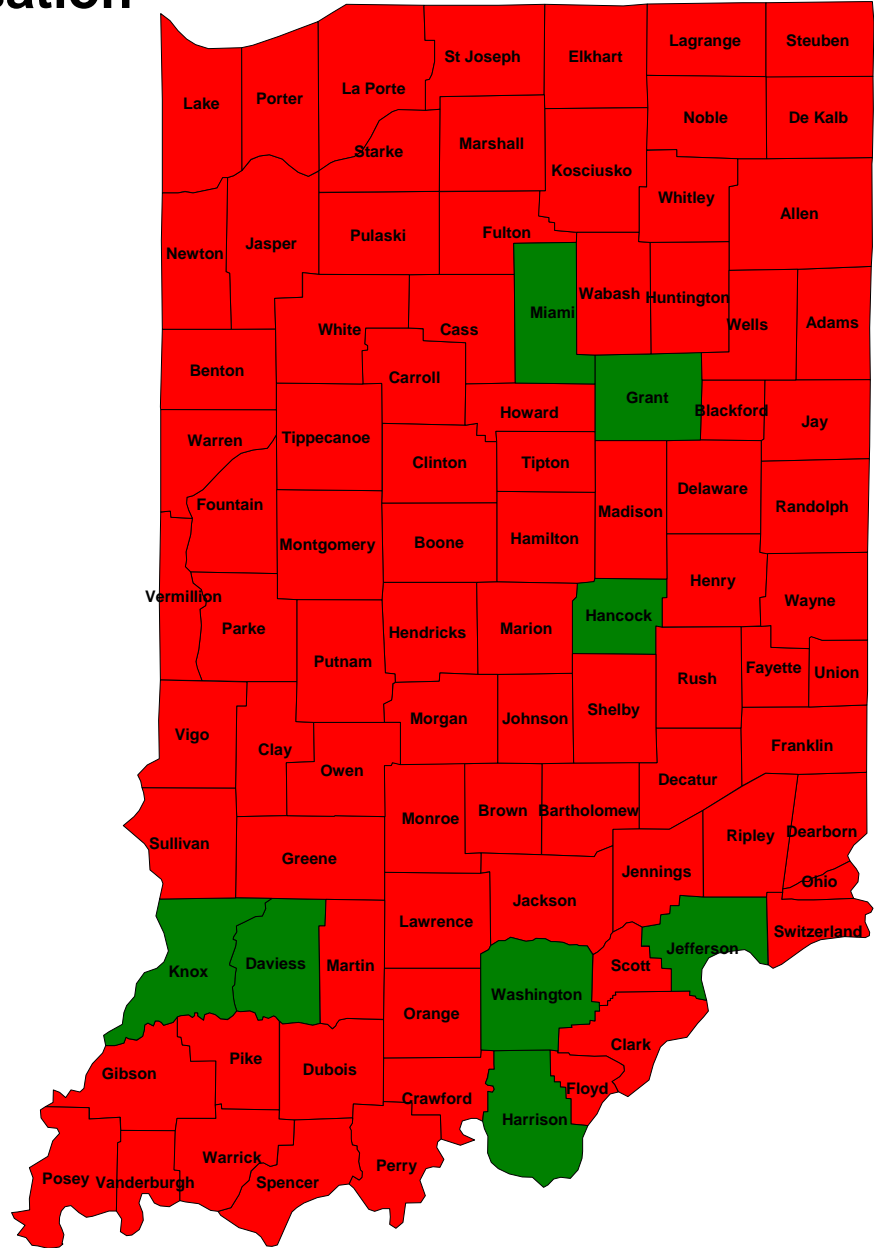 St Joseph
Elkhart
Lagrange
Steuben
Lake
Porter
La Porte
Noble
De Kalb
Starke
Marshall
Kosciusko
Whitley
Allen
Newton
Jasper
Pulaski
Fulton
Miami
Wabash
Huntington
Wells
Adams
White
Cass
Benton
Carroll
Grant
Blackford
Jay
Howard
Warren
Tippecanoe
Clinton
Tipton
Delaware
Randolph
Fountain
Madison
Montgomery
Boone
Hamilton
Henry
Wayne
Vermillion
Parke
Hendricks
Marion
Hancock
Putnam
Rush
Fayette
Union
Vigo
Clay
Morgan
Johnson
Shelby
Franklin
Owen
Decatur
Monroe
Brown
Bartholomew
Ripley
Dearborn
Sullivan
Greene
Jennings
Ohio
Jackson
Lawrence
Switzerland
Knox
Daviess
Martin
Scott
Jefferson
Washington
Orange
Clark
Gibson
Pike
Dubois
Crawford
Floyd
Harrison
Posey
Vanderburgh
Warrick
Spencer
Perry